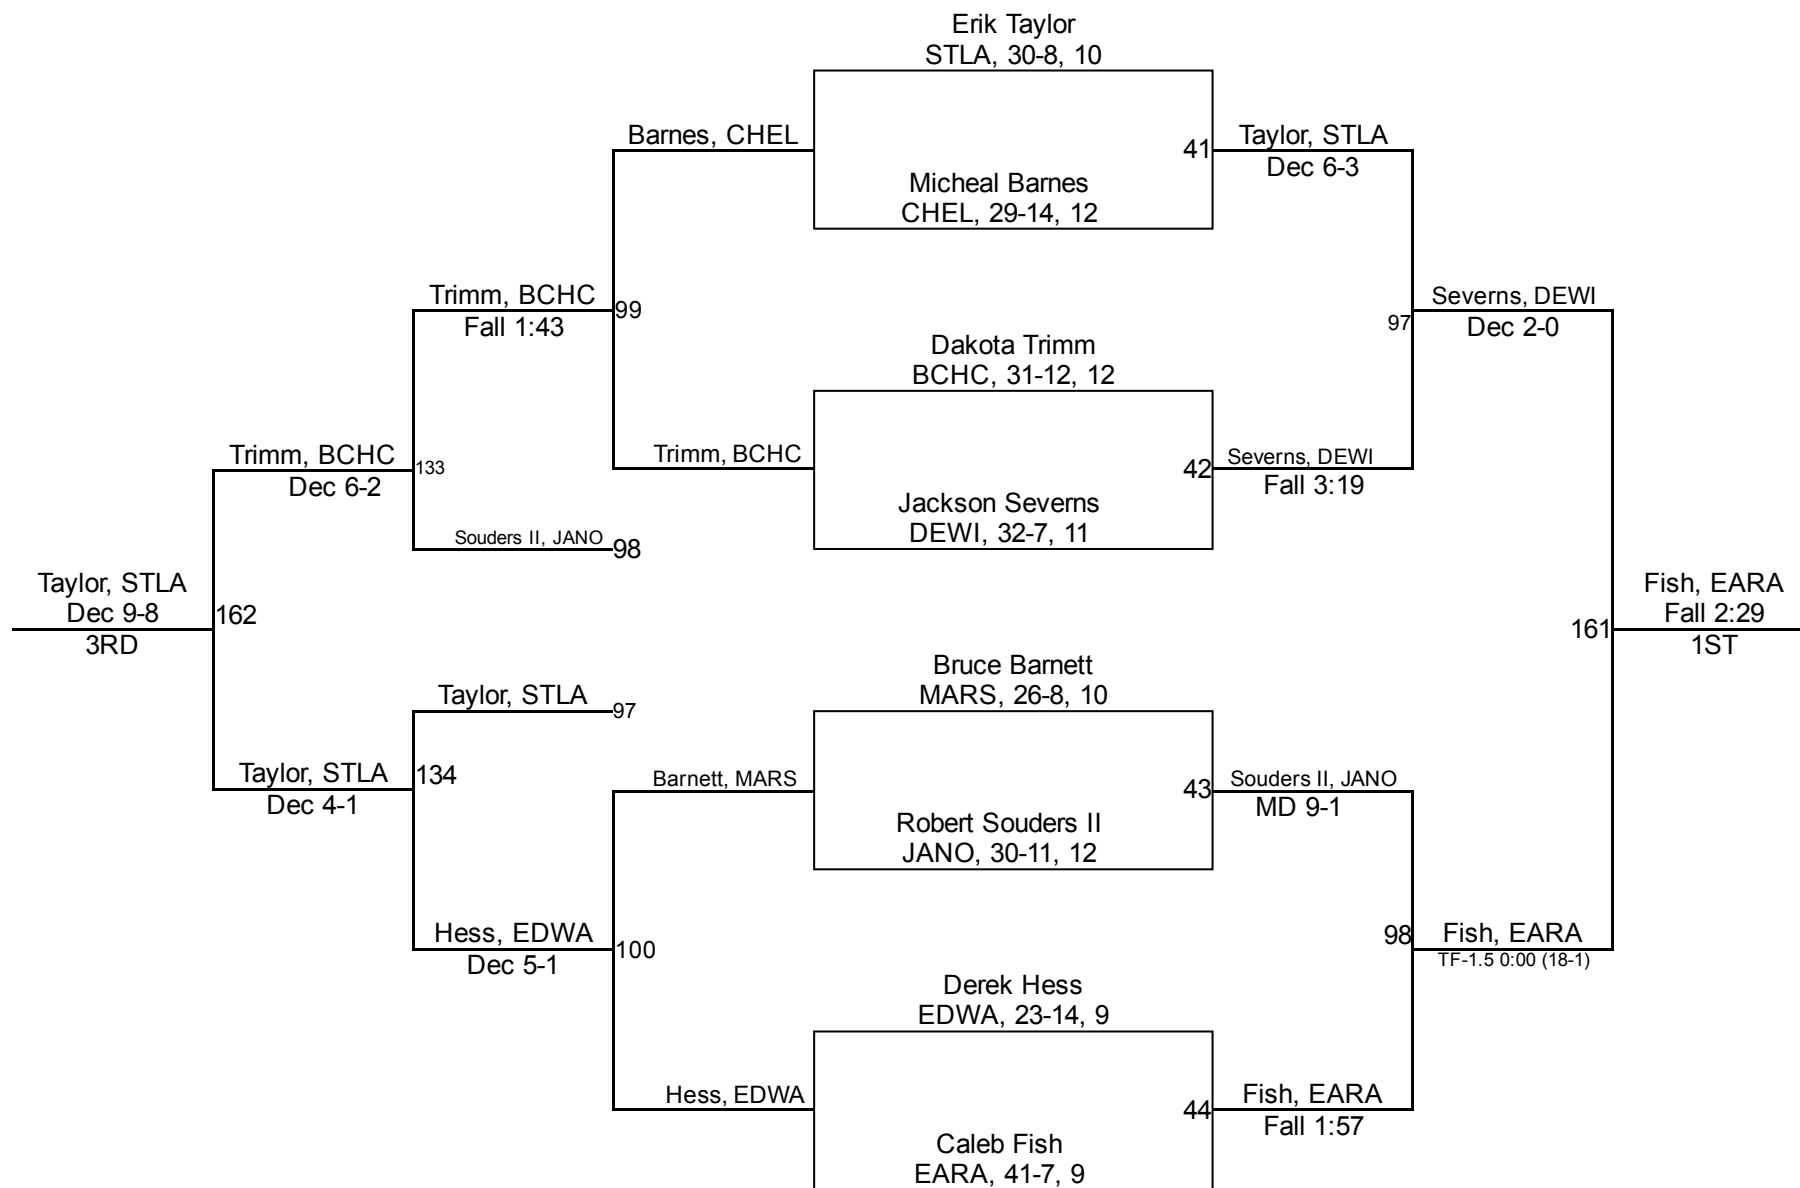 Erik Taylor
STLA, 30-8, 10
Barnes, CHEL
41
Taylor, STLA
Dec 6-3
Micheal Barnes
CHEL, 29-14, 12
Trimm, BCHC
Fall 1:43
99
97
Severns, DEWI
Dec 2-0
Dakota Trimm
BCHC, 31-12, 12
Trimm, BCHC
Dec 6-2
133
Trimm, BCHC
42
Severns, DEWI
Fall 3:19
Jackson Severns
DEWI, 32-7, 11
Souders II, JANO
98
Taylor, STLA
Dec 9-8
3RD
162
161
Fish, EARA
Fall 2:29
1ST
Bruce Barnett
MARS, 26-8, 10
Taylor, STLA
97
Taylor, STLA
Dec 4-1
134
Barnett, MARS
43
Souders II, JANO
MD 9-1
Robert Souders II
JANO, 30-11, 12
Hess, EDWA
Dec 5-1
100
98
Fish, EARA
TF-1.5 0:00 (18-1)
Derek Hess
EDWA, 23-14, 9
Hess, EDWA
44
Fish, EARA
Fall 1:57
Caleb Fish
EARA, 41-7, 9